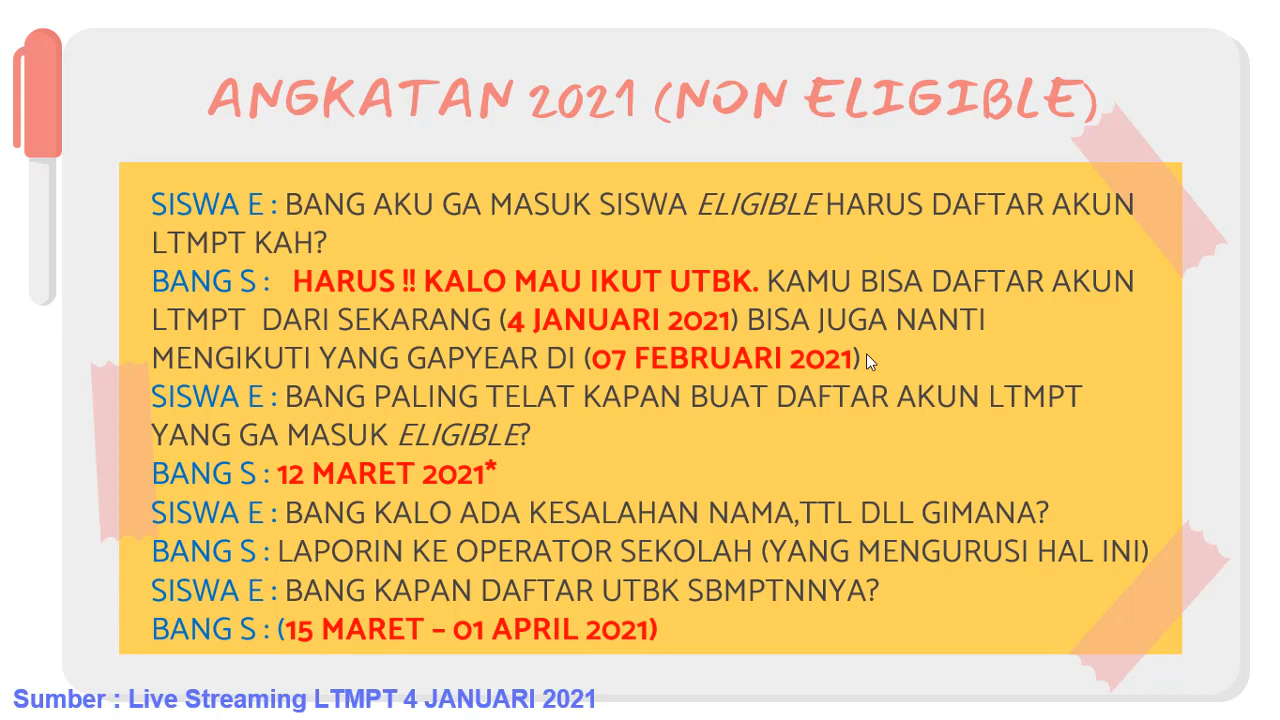 ANGKATAN 2021 (NON ELIGIBLE)
SISWA E : BANG AKU GA MASUK SISWA ELIGIBLE HARUS DAFTAR AKUN
LTMPT KAH?
BANG S : HARUS !! KALO MAU IKUT UTBK. KAMU BISA DAFTAR AKUN
LTMPT DARI SEKARANG (4 JANUARI 2021) BISA JUGA NANTI
MENGIKUTI YANG GAPYEAR DI (07 FEBRUARI 2021)
SISWA E : BANG PALING TELAT KAPAN BUAT DAFTAR AKUN LTMPT
YANG GA MASUK ELIGIBLE?
BANG S : 12 MARET 2021*
SISWA E : BANG KALO ADA KESALAHAN NAMA,TTL DLL GIMANA?
BANG S : LAPORIN KE OPERATOR SEKOLAH (YANG MENGURUSI HAL INI)
SISWA E : BANG KAPAN DAFTAR UTBK SBMPTNNYA?
BANG S : (15 MARET – 01 APRIL 2021)
Sumber : Live Streaming LTMPT 4 JANUARI 2021